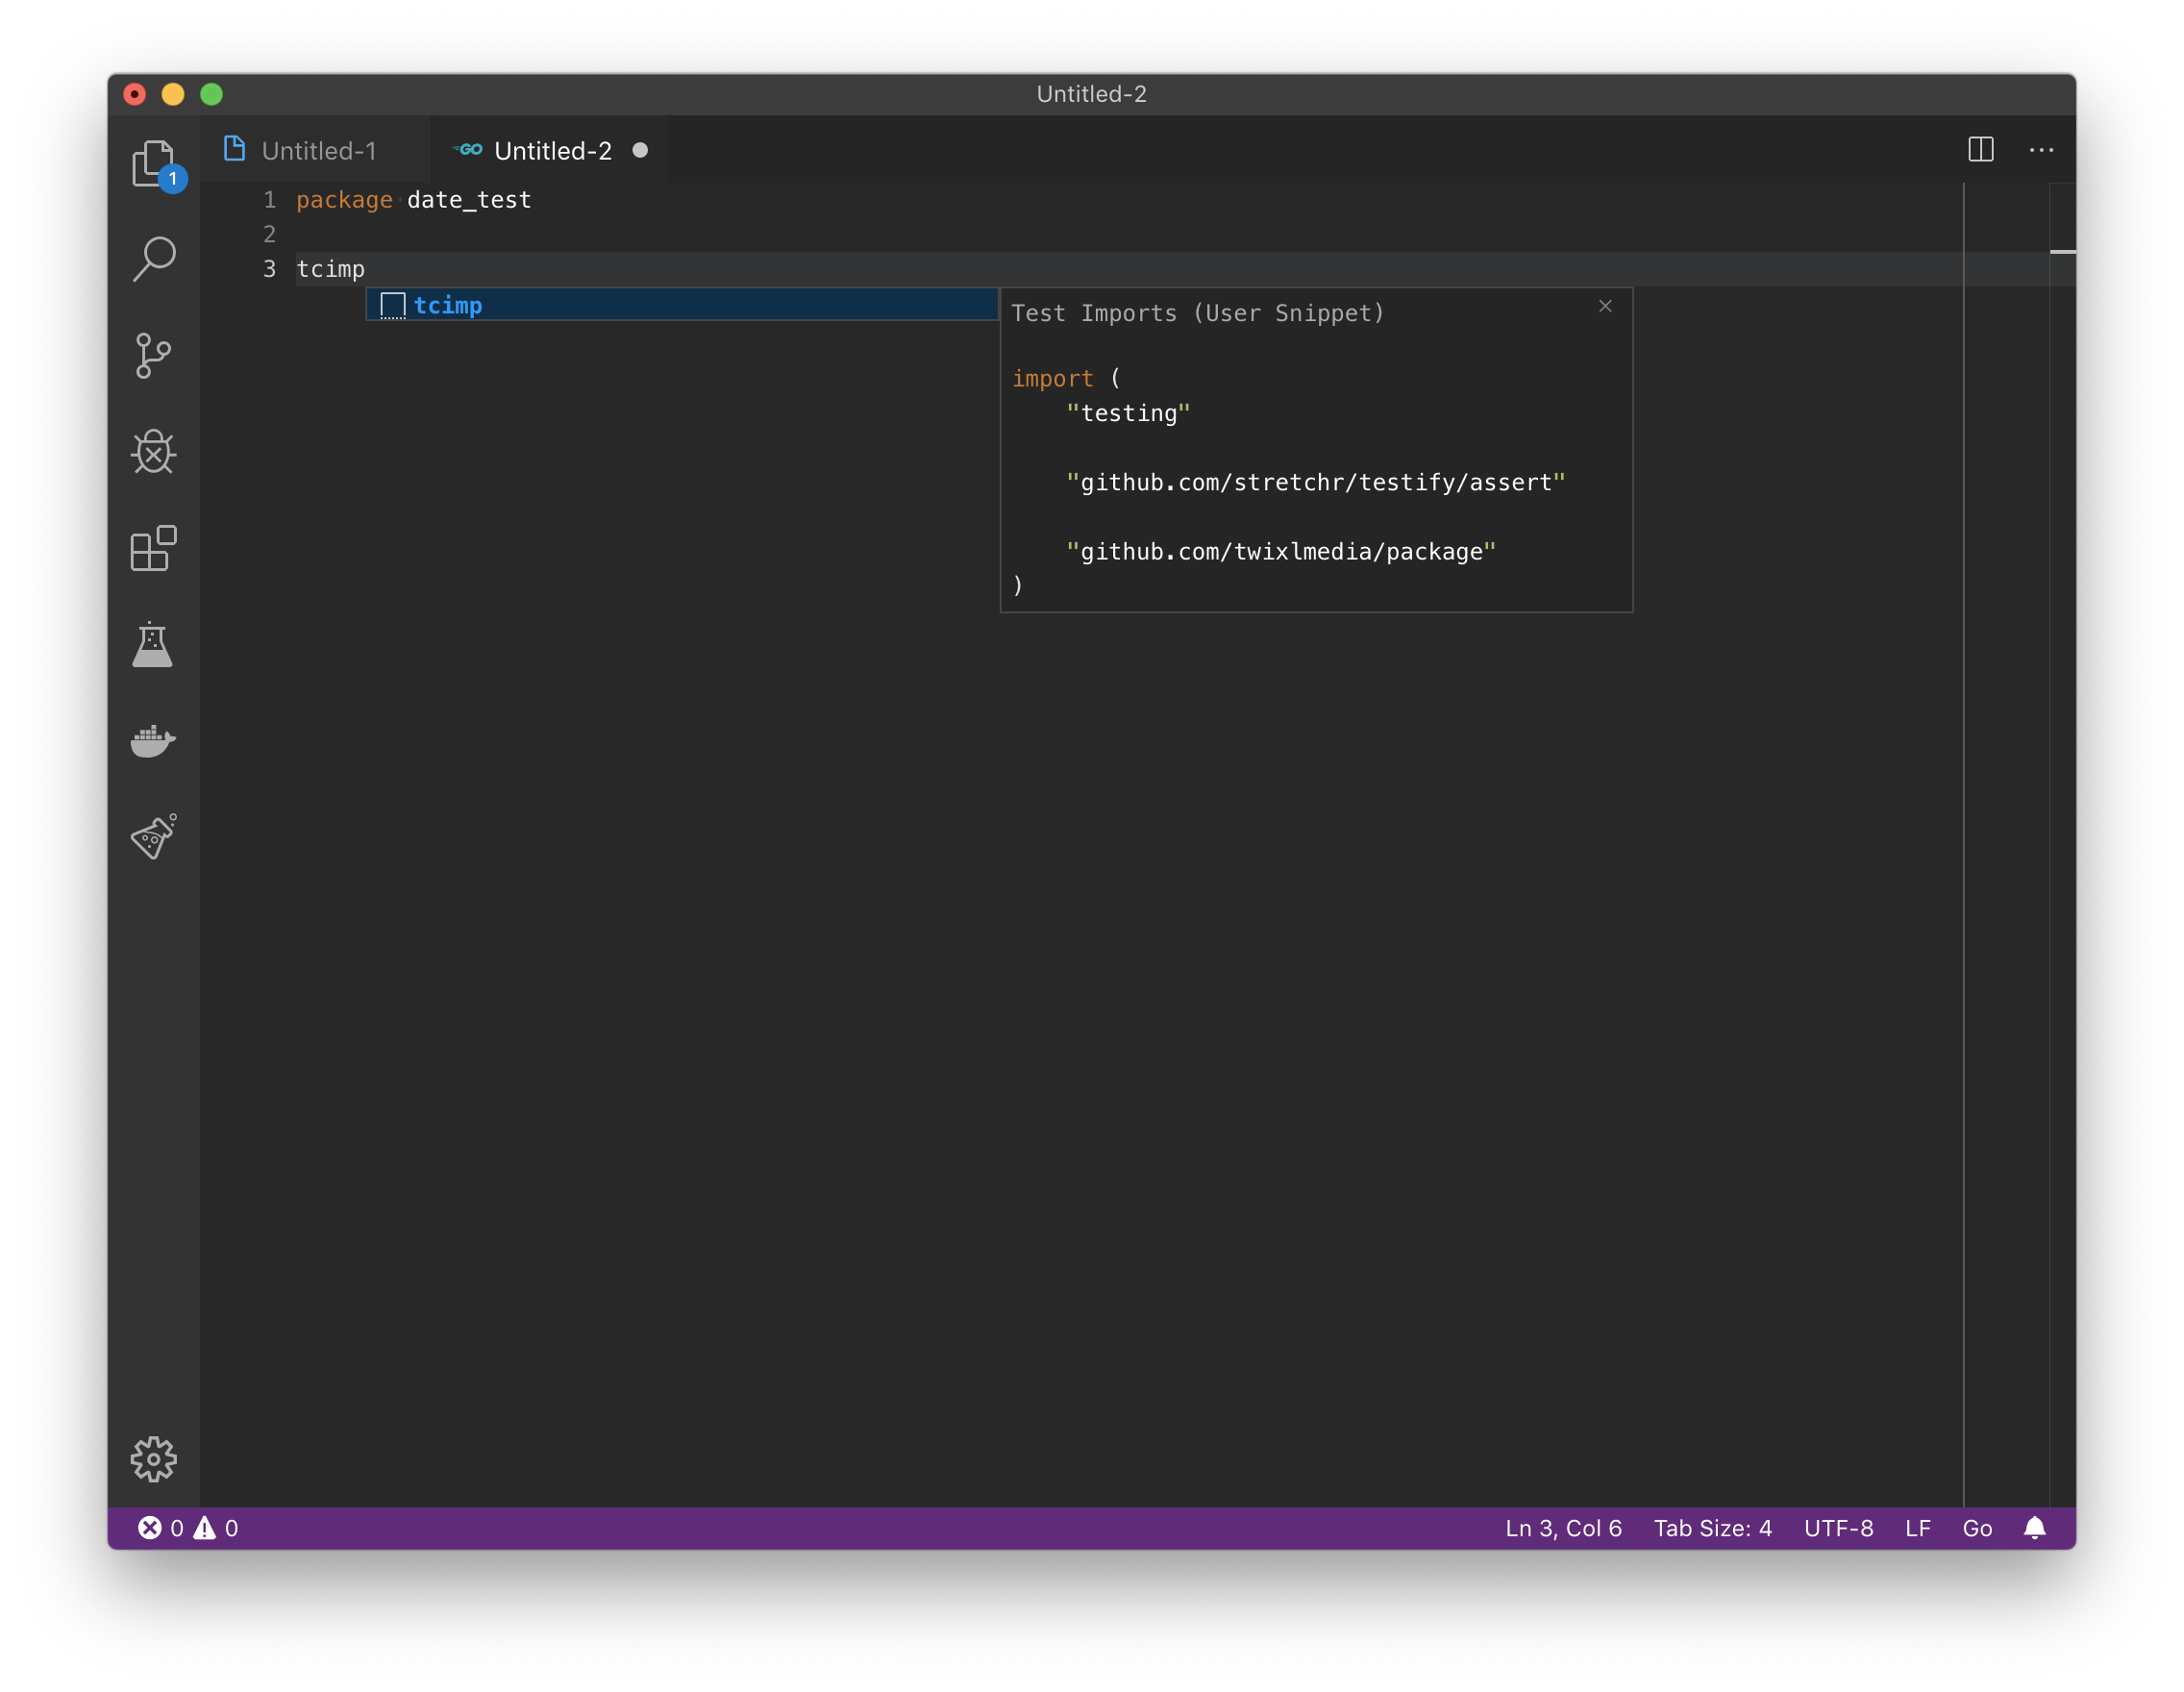 Untitled-2
Untitled-1
GO Untitled-2
1
1 package date_test
2
3 tcimp
tcimp
Test Imports (User Snippet)
import (
"testing"
"github.com/stretchr/testify/assert"
"github.com/twixlmedia/package"
)
0 0 Ln 3, Col 6 Tab Size: 4 UTF-8 LF Go